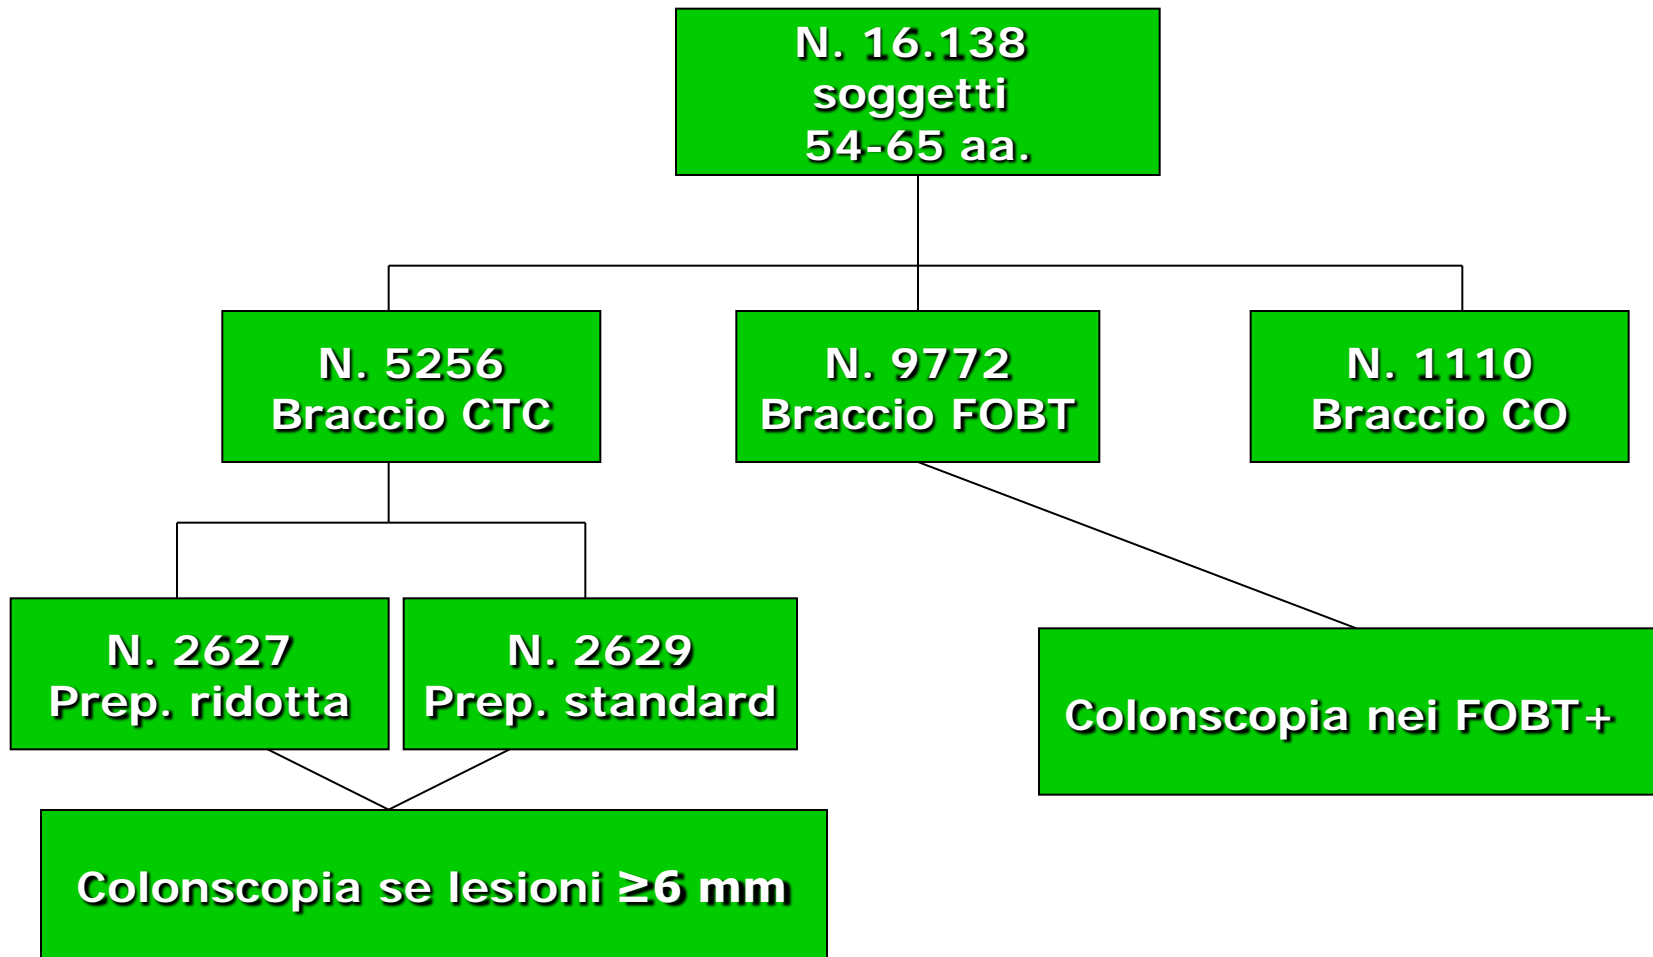 N. 16.138
soggetti
54-65 aa.
N. 5256
Braccio CTC
N. 9772
Braccio FOBT
N. 1110
Braccio CO
N. 2627
Prep. ridotta
N. 2629
Prep. standard
Colonscopia nei FOBT+
Colonscopia se lesioni ≥6 mm